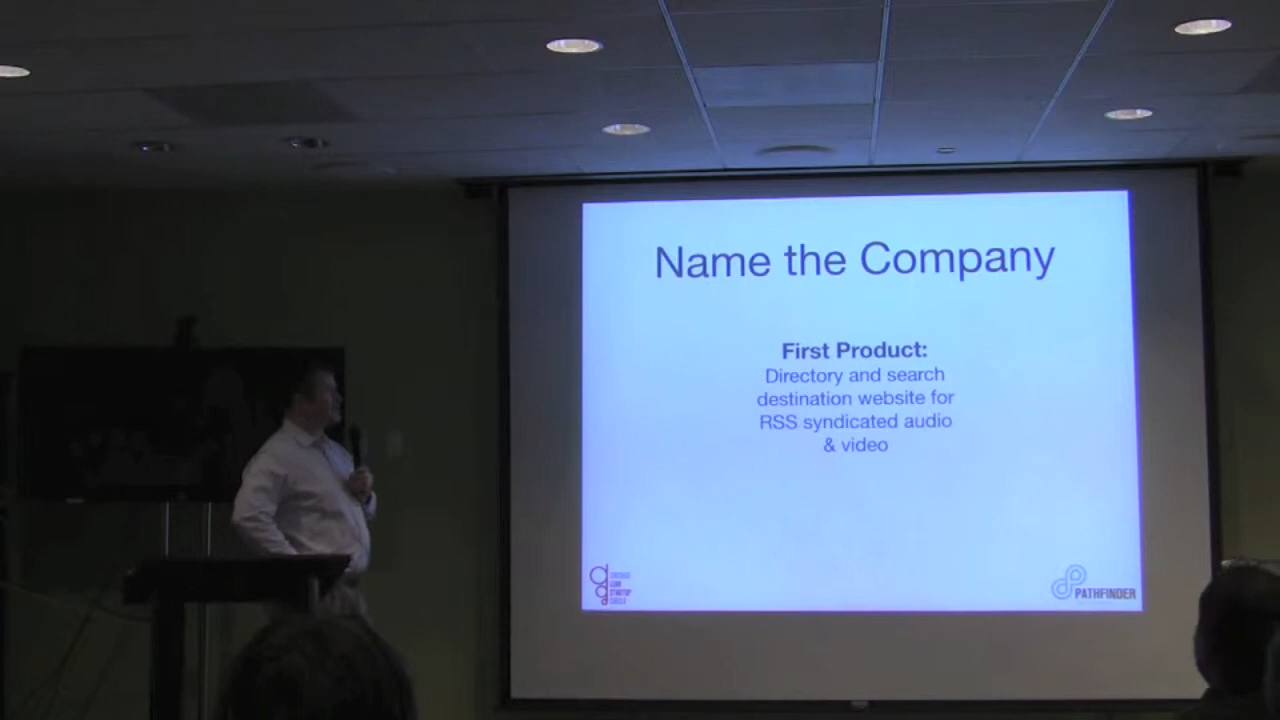 Name the Company
First Product:
Directory and search
destination website for
RSS syndicated audio
& video
PATHFINDER